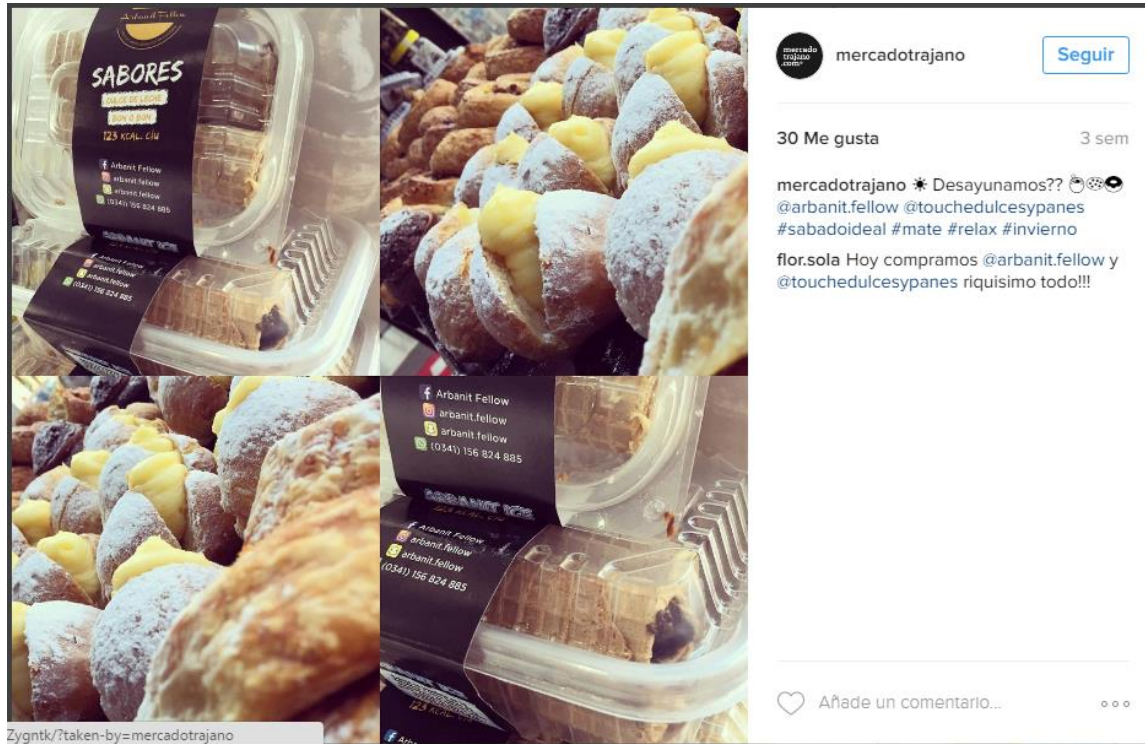 Arbanit Fellow
SABORES
DULCE DE LECHE
BON O BON
123 KCAL. C/U
Arbanit Fellow
arbanit.fellow
arbanit.fellow
(0341) 156 824 885
Arbanit Fellow
arbanit.fellow
arbanit.fellow
(0341) 156 824 885
Arbanit Fellow
arbanit.fellow
arbanit.fellow
(0341) 156 824 885
123 KCAL. C/U
Arbanit Fellow
arbanit.fellow
arbanit.fellow
(0341) 156 824 885
123 KCAL.
mercado
trajano
.com
mercadotrajano
Seguir
30 Me gusta
3 sem
mercadotrajano ☀ Desayunamos??
@arbanit.fellow @touchedulcesypanes
#sabadoideal #mate #relax #invierno
flor.sola Hoy compramos @arbanit.fellow y
@touchedulcesypanes riquisimo todo!!!
Añade un comentario...
Zygntk/?taken-by=mercadotrajano